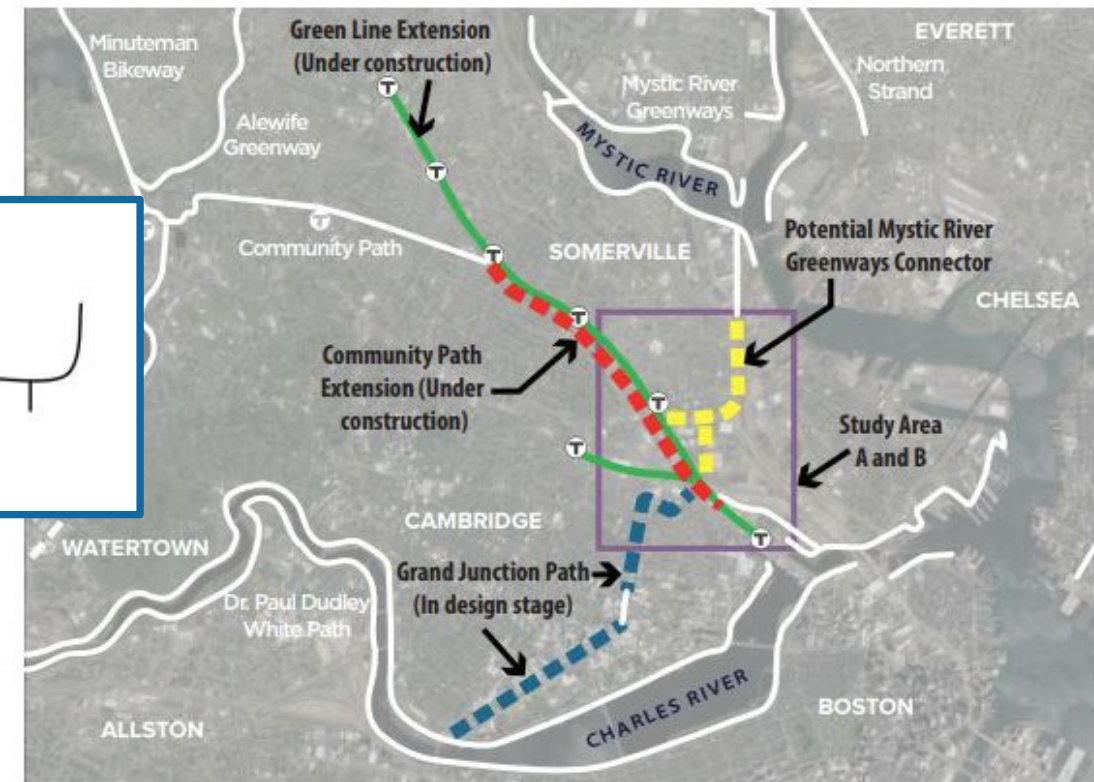 Green Line Extension
(Under construction)
EVERETT
Minuteman
Bikeway
Northern
Strand
Mystic River
Greenways
Alewife
Greenway
MYSTIC RIVER
T
T
T
Community Path
T
SOMERVILLE
Potential Mystic River
Greenways Connector
CHELSEA
T
Community Path
Extension (Under
construction)
T
Study Area
A and B
T
CAMBRIDGE
T
WATERTOWN
Grand Junction Path
(In design stage)
Dr. Paul Dudley
White Path
CHARLES RIVER
BOSTON
ALLSTON